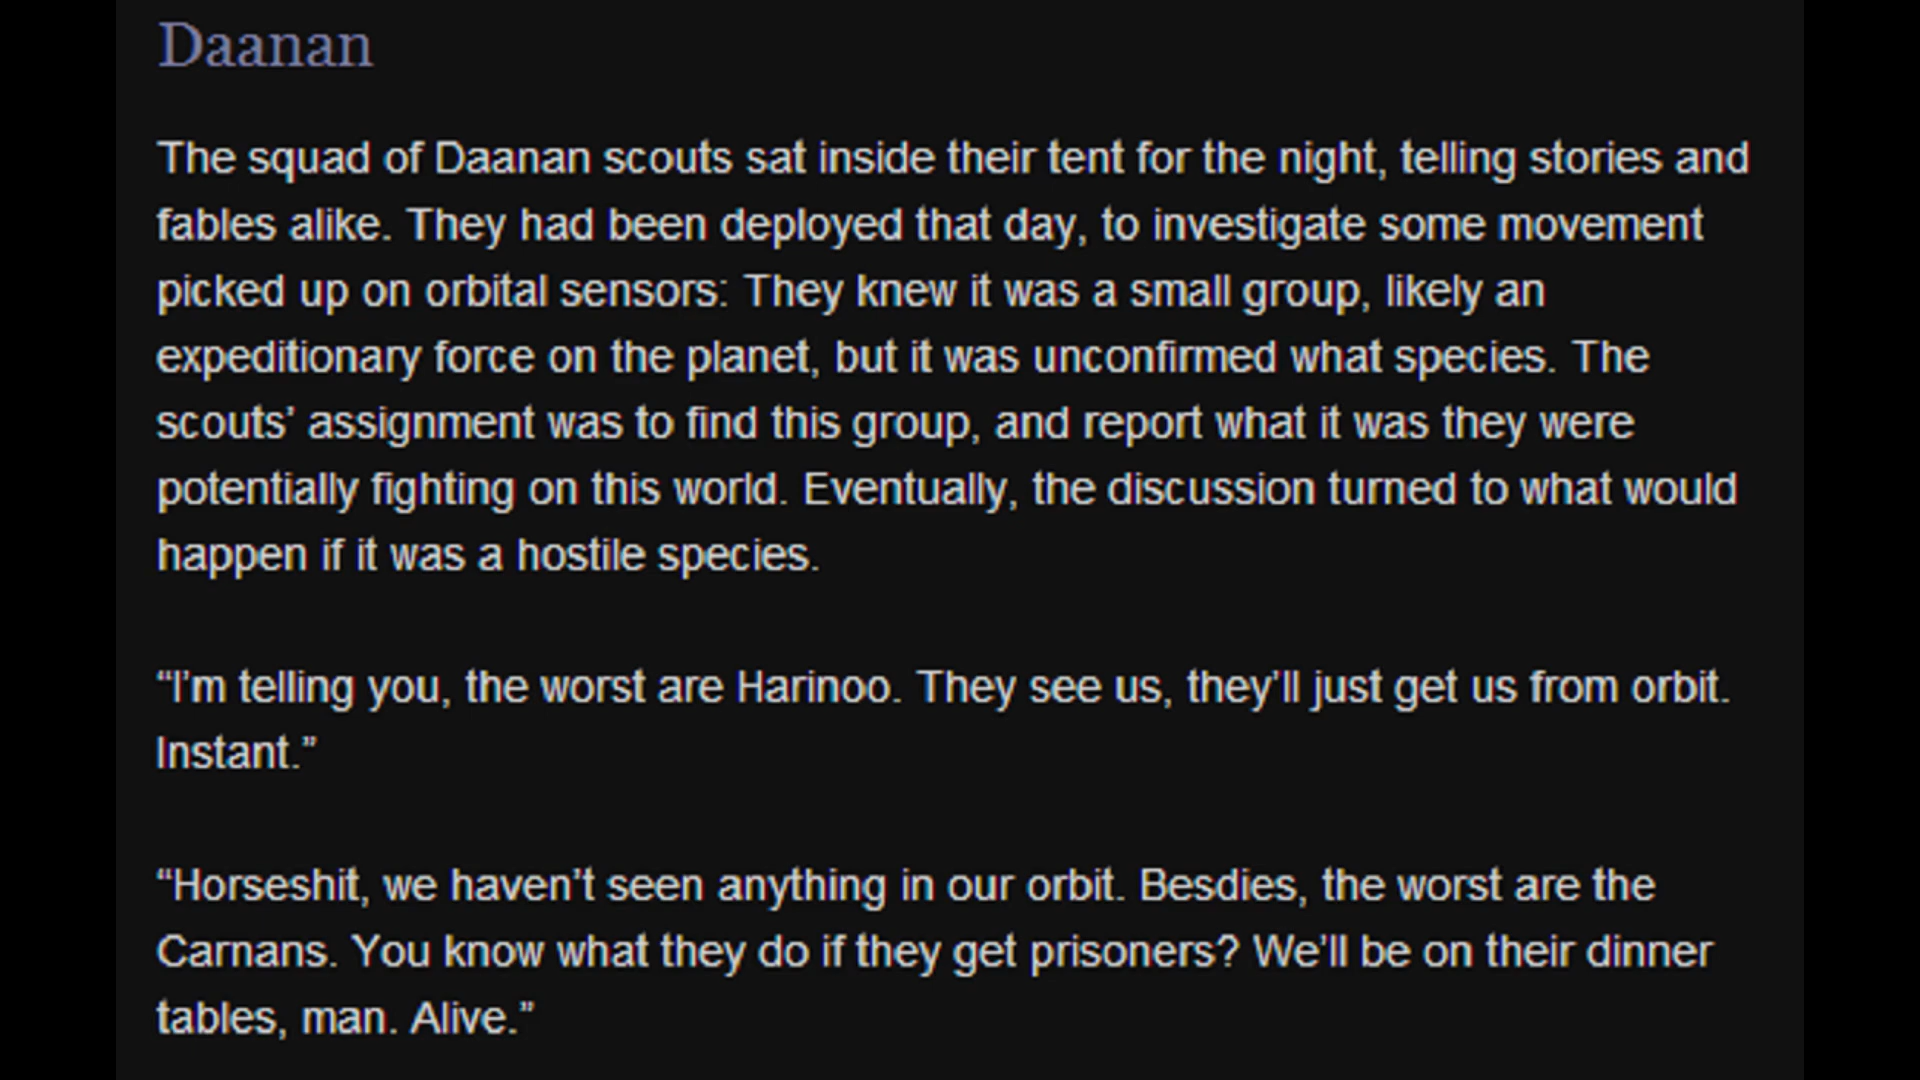 Daanan
The squad of Daanan scouts sat inside their tent for the night, telling stories and
fables alike. They had been deployed that day, to investigate some movement
picked up on orbital sensors: They knew it was a small group, likely an
expeditionary force on the planet, but it was unconfirmed what species. The
scouts’ assignment was to find this group, and report what it was they were
potentially fighting on this world. Eventually, the discussion turned to what would
happen if it was a hostile species.
“I’m telling you, the worst are Harinoo. They see us, they’ll just get us from orbit.
Instant.”
“Horseshit, we haven’t seen anything in our orbit. Besdies, the worst are the
Carnans. You know what they do if they get prisoners? We’ll be on their dinner
tables, man. Alive.”